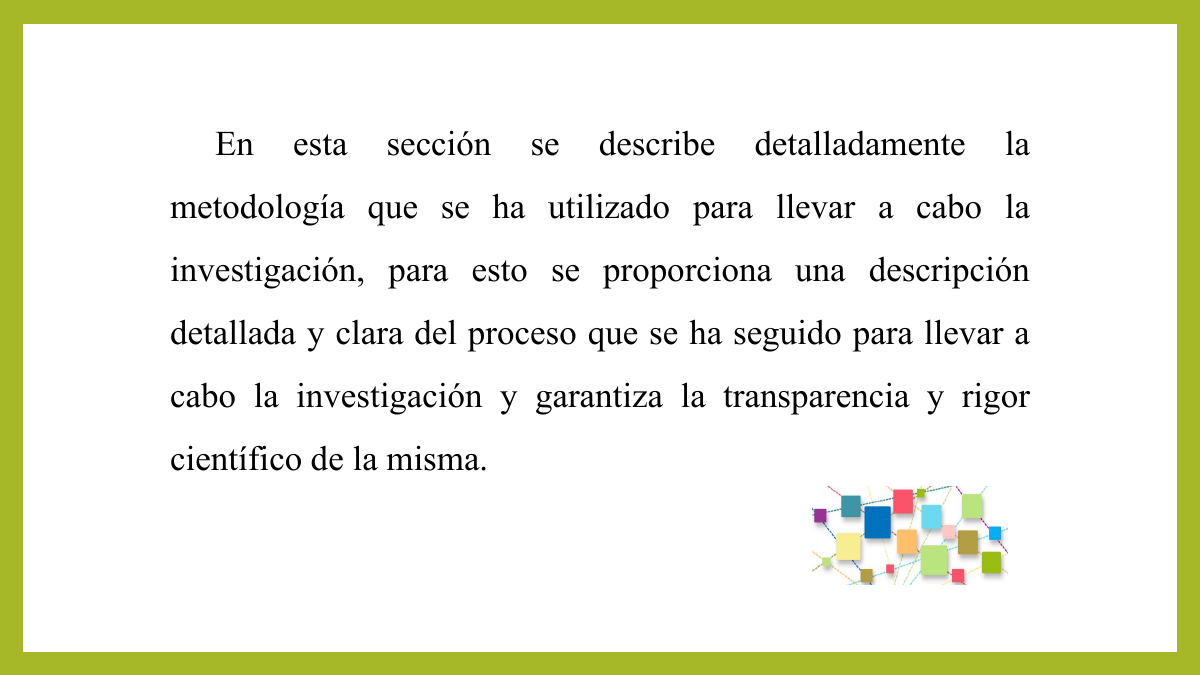 En esta sección se describe detalladamente la
metodología que se ha utilizado para llevar a cabo la
investigación, para esto se proporciona una descripción
detallada y clara del proceso que se ha seguido para llevar a
cabo la investigación y garantiza la transparencia y rigor
científico de la misma.